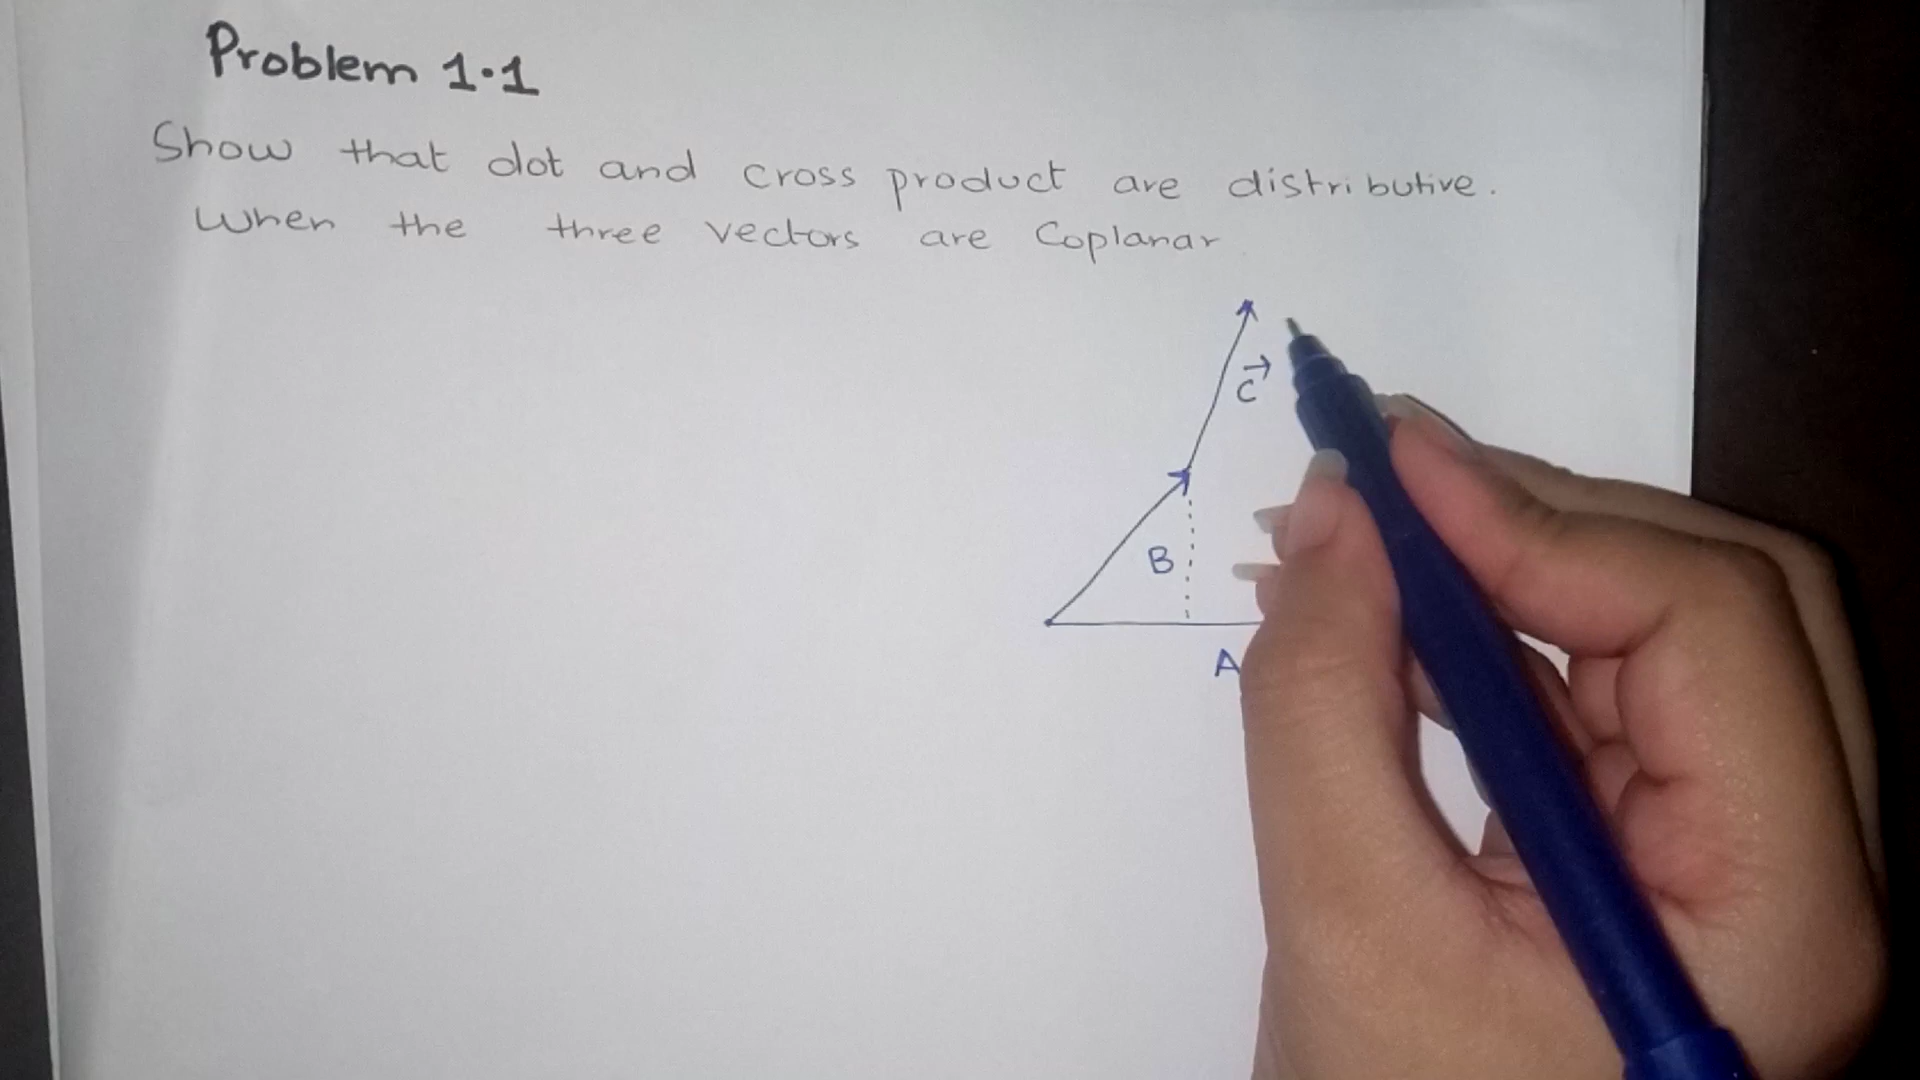 Problem 1.1
Show that dot and cross product are distributive.
When the three vectors are Coplanar
C
B
A